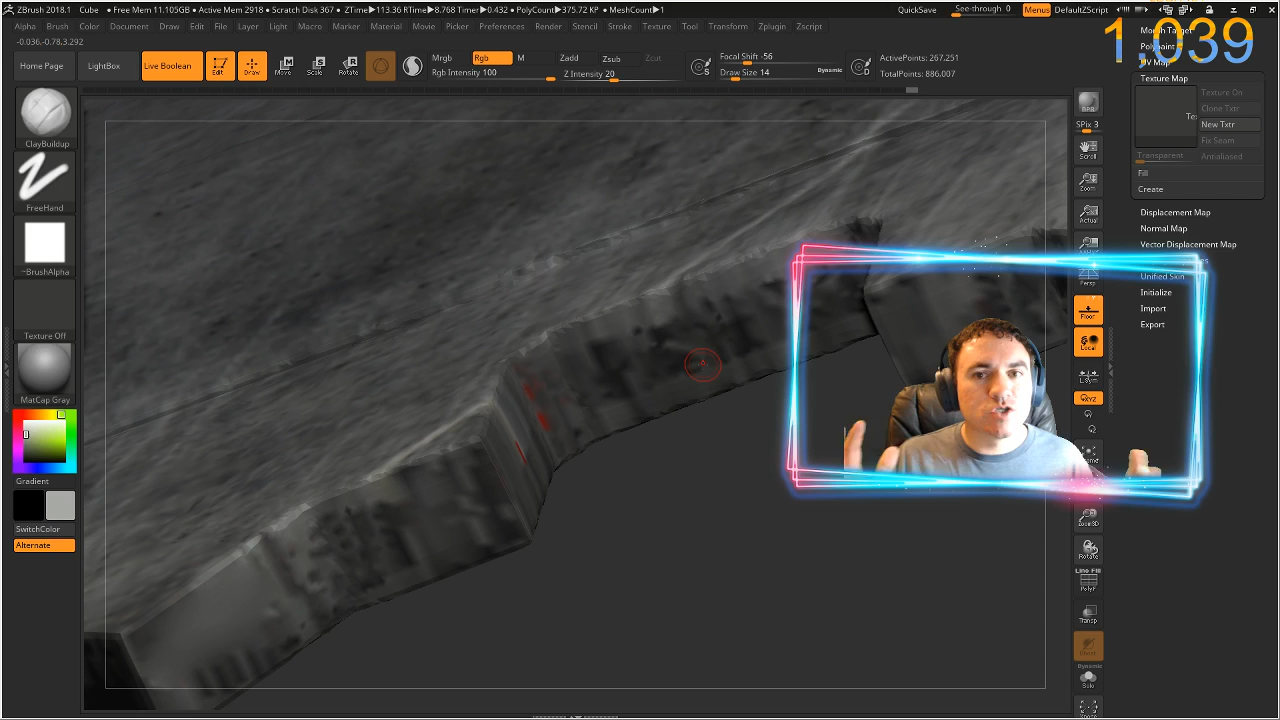 ZBrush 2018.1 Cube • Free Mem 11.105GB • Active Mem 2918 • Scratch Disk 367 • ZTime▶113.36 RTime▶8.768 Timer▶0.432 • PolyCount▶375.72 KP • MeshCount▶1
QuickSave See-through 0 Menus DefaultZScript
Alpha Brush Color Document Draw Edit File Layer Light Macro Marker Material Movie Picker Preferences Render Stencil Stroke Texture Tool Transform Zplugin Zscript
1,039
-0.036,-0.78,3.292
Home Page LightBox Live Boolean Edit Draw Move Scale Rotate
Mrgb Rgb M Zadd Zsub Zcut
Rgb Intensity 100 Z Intensity 20
Focal Shift -56
Draw Size 14 Dynamic
ActivePoints: 267,251
TotalPoints: 886,007
ClayBuildup
FreeHand
~BrushAlpha
Texture Off
MatCap Gray
Gradient
SwitchColor
Alternate
BPR
SPix 3
Scroll
Zoom
Actual
Persp
Floor
Local
L.Sym
Zoom3D
Rotate
Line Fill
PolyF
Transp
Ghost
Dynamic
Solo
Morph Target
Polypaint
UV Map
Texture Map
Texture On
Clone Txtr
New Txtr
Fix Seam
Transparent Antialiased
Fill
Create
Displacement Map
Normal Map
Vector Displacement Map
Unified Skin
Initialize
Import
Export